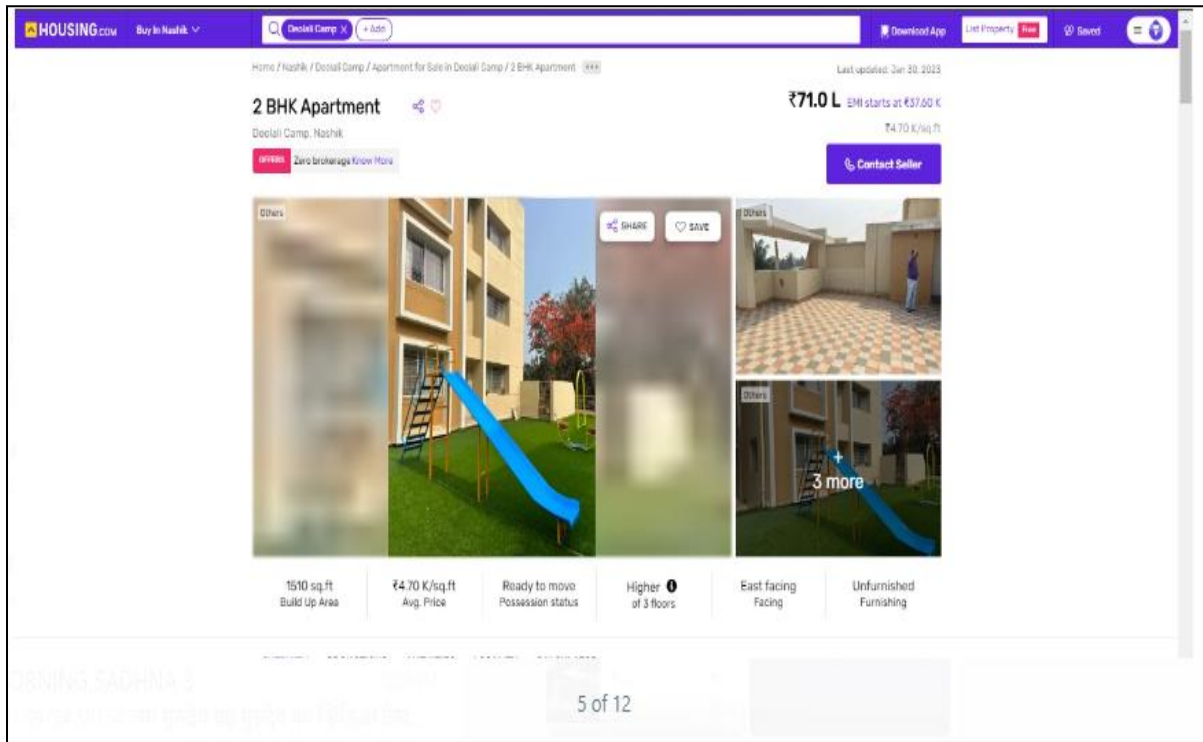 HOUSING.COM Buy In Nashik Deolali Camp X + Add Download App List Property Free Saved
Home / Nashik / Deolali Camp / Apartment for Sale in Deolali Camp / 2 BHK Apartment
Last updated: Jan 30, 2023
2 BHK Apartment
₹71.0 L EMI starts at ₹37.60 K
Deolali Camp, Nashik
₹4.70 K/sq.ft
OFFERS Zero brokerage Know More
Contact Seller
Others
SHARE
SAVE
Others
Others
+
3 more
1510 sq.ft ₹4.70 K/sq.ft Ready to move Higher of 3 floors East facing Unfurnished
Build Up Area Avg. Price Possession status Facing Furnishing
MORNING SADHNA 3
5 of 12